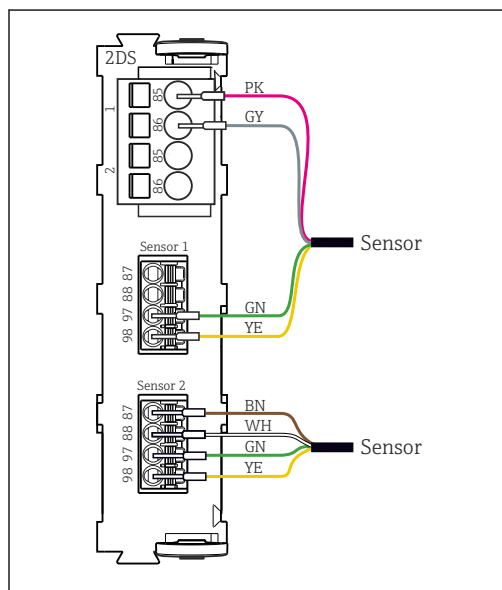 2DS
1
85
PK
86
GY
2
85
86
Sensor
Sensor 1
87
88
97
GN
98
YE
Sensor 2
87
BN
88
WH
97
GN
Sensor
98
YE